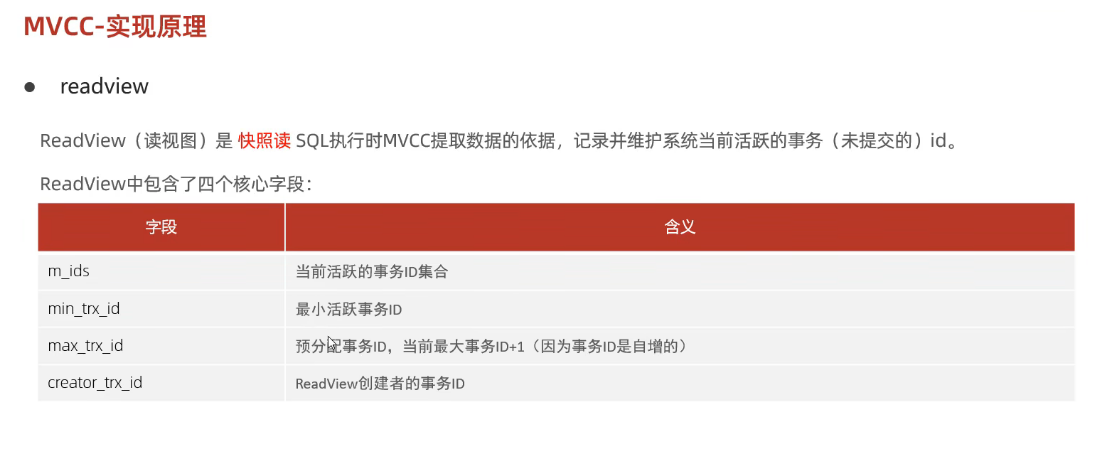 MVCC-实现原理
● readview
ReadView（读视图）是 快照读 SQL执行时MVCC提取数据的依据，记录并维护系统当前活跃的事务（未提交的）id。
ReadView中包含了四个核心字段：
字段 含义
m_ids 当前活跃的事务ID集合
min_trx_id 最小活跃事务ID
max_trx_id 预分配事务ID，当前最大事务ID+1（因为事务ID是自增的）
creator_trx_id ReadView创建者的事务ID